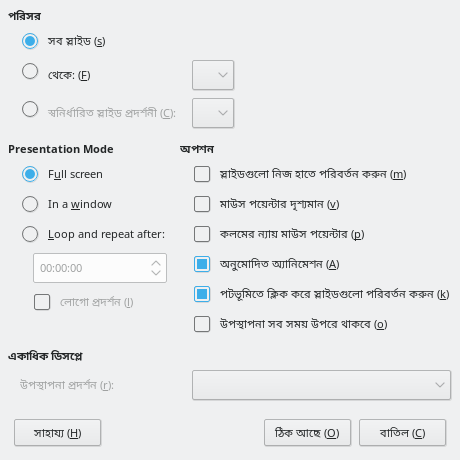 পরিসর
সব স্লাইড (s)
থেকে: (F)
স্বনির্ধারিত স্লাইড প্রদর্শনী (C):
Presentation Mode
অপশন
Full screen
স্লাইডগুলো নিজ হাতে পরিবর্তন করুন (m)
In a window
মাউস পয়েন্টার দৃশ্যমান (v)
Loop and repeat after:
কলমের ন্যায় মাউস পয়েন্টার (p)
00:00:00
অনুমোদিত অ্যানিমেশন (A)
লোগো প্রদর্শন (l)
পটভূমিতে ক্লিক করে স্লাইডগুলো পরিবর্তন করুন (k)
উপস্থাপনা সব সময় উপরে থাকবে (o)
একাধিক ডিসপ্লে
উপস্থাপনা প্রদর্শন (r):
সাহায্য (H)
ঠিক আছে (O)
বাতিল (C)